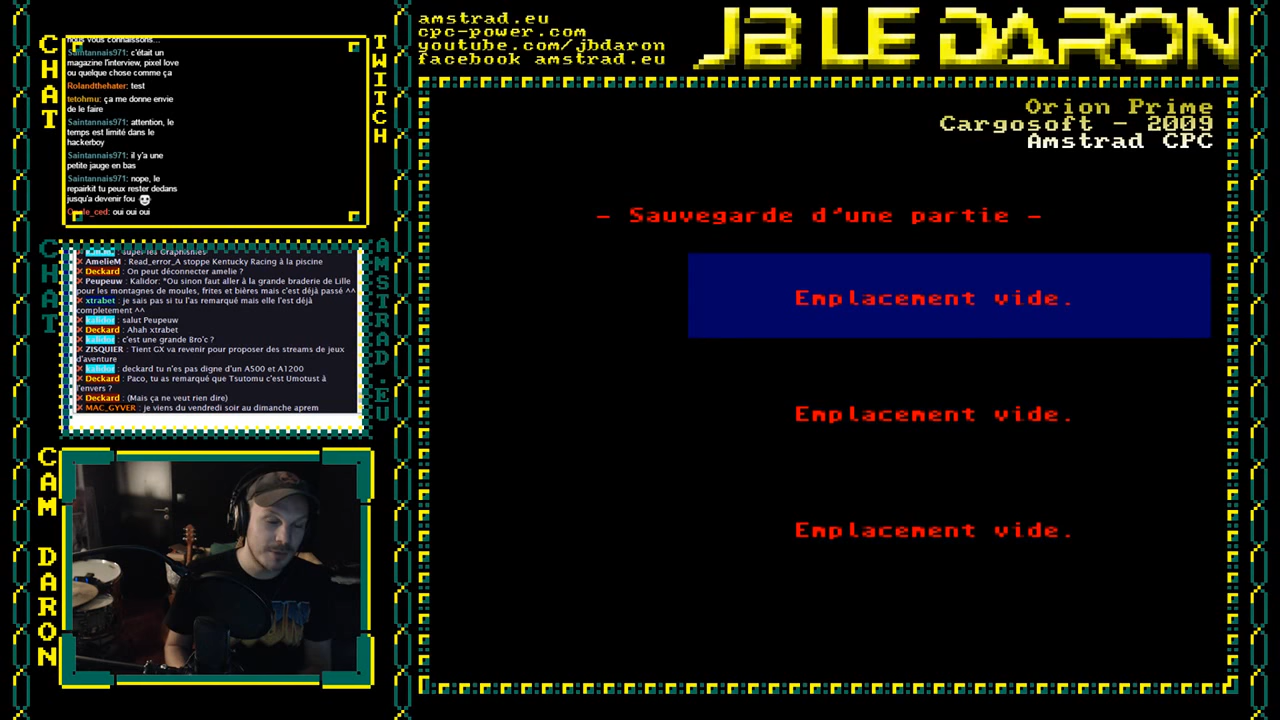 amstrad.eu
cpc-power.com
youtube.com/jbdaron
facebook amstrad.eu
JB LE DARON
CHAT
TWITCH
nous vous connaissons...
Saintannais971: c'était un
magazine l'interview, pixel love
ou quelque chose comme ça
Rolandthehater: test
tetohmu: ça me donne envie
de le faire
Saintannais971: attention, le
temps est limité dans le
hackerboy
Saintannais971: il y'a une
petite jauge en bas
Saintannais971: nope, le
repairkit tu peux rester dedans
jusqu'a devenir fou
oui oui oui
CHAT
AMSTRAD.EU
AmelieM : Read_error_A stoppe Kentucky Racing à la piscine
Deckard : On peut déconnecter amelie ?
Peupeuw : Kalidor: "Ou sinon faut aller à la grande braderie de Lille
pour les montagnes de moules, frites et bières mais c'est déjà passé ^^
xtrabet : je sais pas si tu l'as remarqué mais elle l'est déjà
completement ^^
kalidor : salut Peupeuw
Deckard : Ahah xtrabet
kalidor : c'est une grande Bro'c ?
ZISQUIER : Tient GX va revenir pour proposer des streams de jeux
d'aventure
kalidor : deckard tu n'es pas digne d'un A500 et A1200
Deckard : Paco, tu as remarqué que Tsutomu c'est Umotust à
l'envers ?
Deckard : (Mais ça ne veut rien dire)
MAC_GYVER : je viens du vendredi soir au dimanche aprem
CAM DARON
Orion Prime
Cargosoft - 2009
Amstrad CPC
- Sauvegarde d'une partie -
Emplacement vide.
Emplacement vide.
Emplacement vide.